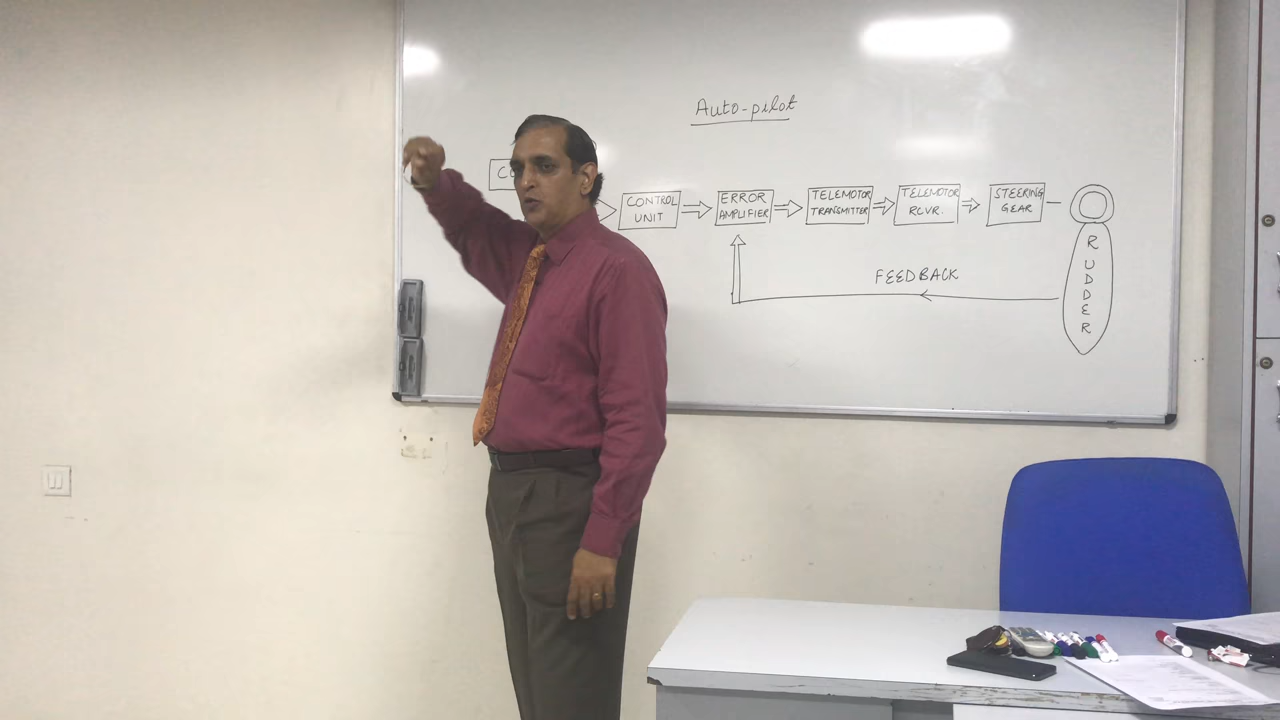 Auto-pilot
CONTROL
UNIT
ERROR
AMPLIFIER
TELEMOTOR
TRANSMITTER
TELEMOTOR
RCVR.
STEERING
GEAR
RUDDER
FEEDBACK